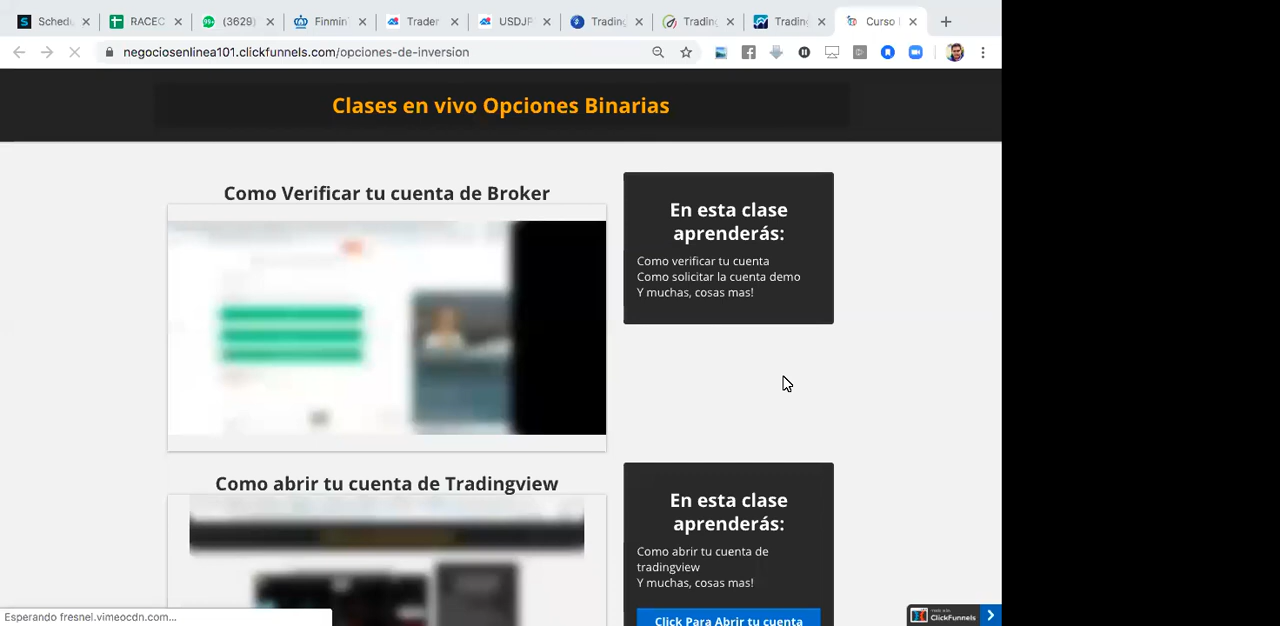 Schedu
RACEC
99+
(3629)
Finmin
Trader
USDJP
Trading
Trading
Trading
Curso
negociosenlinea101.clickfunnels.com/opciones-de-inversion
Clases en vivo Opciones Binarias
Como Verificar tu cuenta de Broker
En esta clase
aprenderás:
Como verificar tu cuenta
Como solicitar la cuenta demo
Y muchas, cosas mas!
Como abrir tu cuenta de Tradingview
En esta clase
aprenderás:
Como abrir tu cuenta de
tradingview
Y muchas, cosas mas!
Click Para Abrir tu cuenta
Esperando fresnel.vimeocdn.com...
ClickFunnels